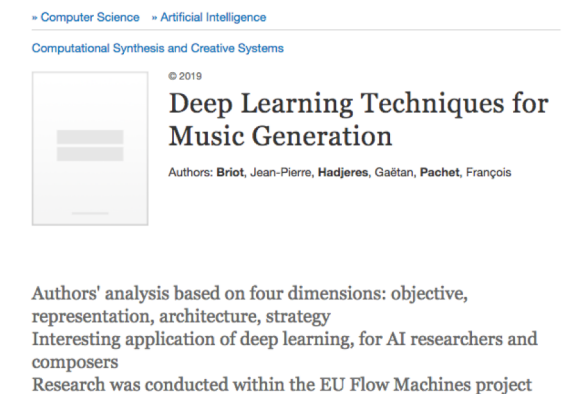 » Computer Science » Artificial Intelligence
Computational Synthesis and Creative Systems
© 2019
Deep Learning Techniques for
Music Generation
Authors: Briot, Jean-Pierre, Hadjeres, Gaëtan, Pachet, François
Authors' analysis based on four dimensions: objective,
representation, architecture, strategy
Interesting application of deep learning, for AI researchers and
composers
Research was conducted within the EU Flow Machines project